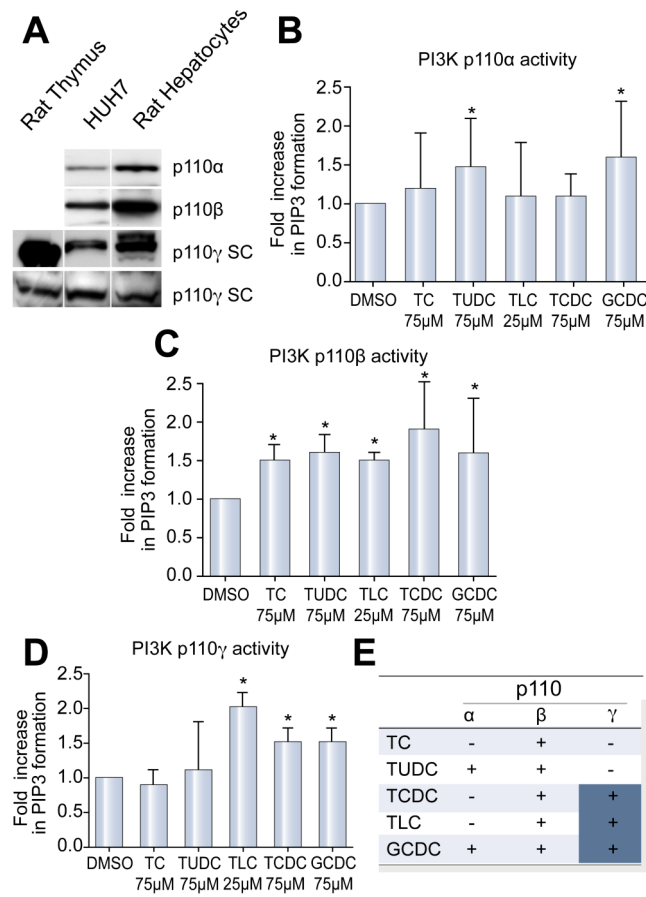 A
Rat Thymus
HUH7
Rat Hepatocytes
p110α
p110β
p110γ SC
p110γ SC
B
PI3K p110α activity
Fold increase
in PIP3 formation
2.5
2.0
1.5
1.0
0.5
0.0
* *
DMSO TC TUDC TLC TCDC GCDC
75µM 75µM 25µM 75µM 75µM
C
PI3K p110β activity
Fold increase
in PIP3 formation
2.5
2.0
1.5
1.0
0.5
0.0
* * * * *
DMSO TC TUDC TLC TCDC GCDC
75µM 75µM 25µM 75µM 75µM
D
PI3K p110γ activity
Fold increase
in PIP3 formation
2.5
2.0
1.5
1.0
0.5
0.0
* * *
DMSO TC TUDC TLC TCDC GCDC
75µM 75µM 25µM 75µM 75µM
E
p110
α β γ
TC - + -
TUDC + + -
TCDC - + +
TLC - + +
GCDC + + +